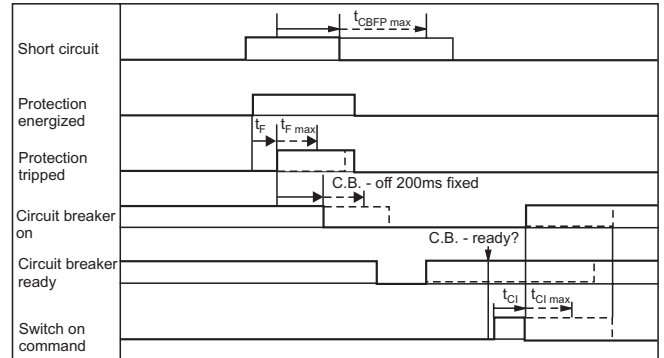 t_CBFP max
Short circuit
Protection
energized
t_F t_F max
Protection
tripped
C.B. - off 200ms fixed
Circuit breaker
on
C.B. - ready?
Circuit breaker
ready
t_CI t_CI max
Switch on
command